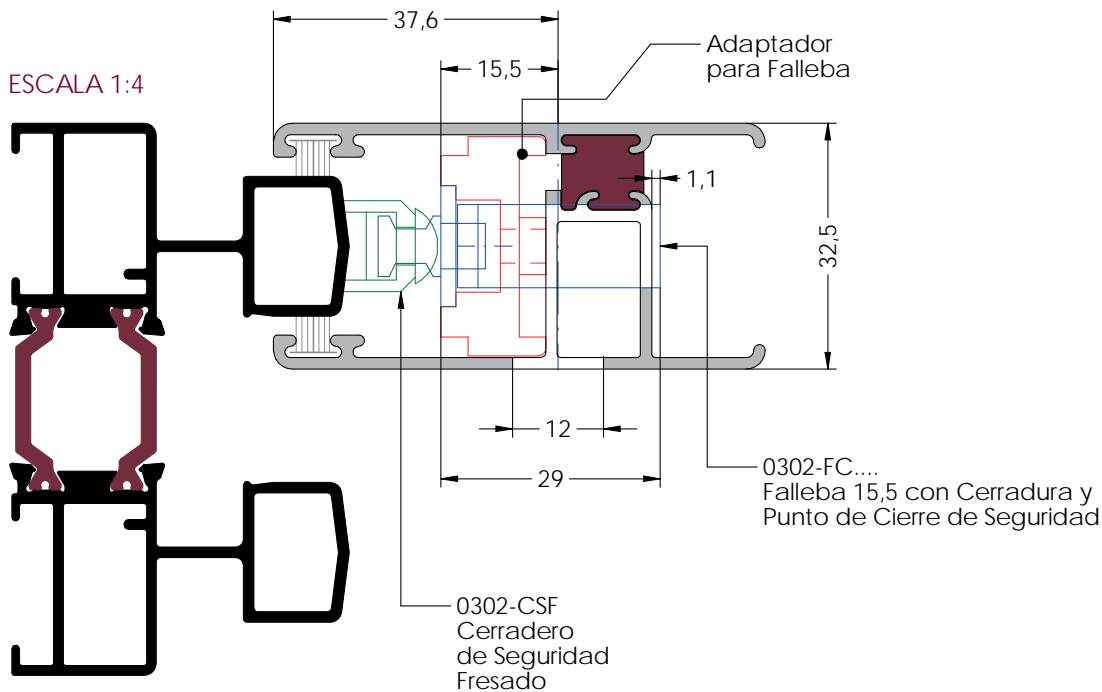 37,6
Adaptador
para Falleba
15,5
ESCALA 1:4
1,1
32,5
12
29
0302-FC....
Falleba 15,5 con Cerradura y
Punto de Cierre de Seguridad
0302-CSF
Cerradero
de Seguridad
Fresado